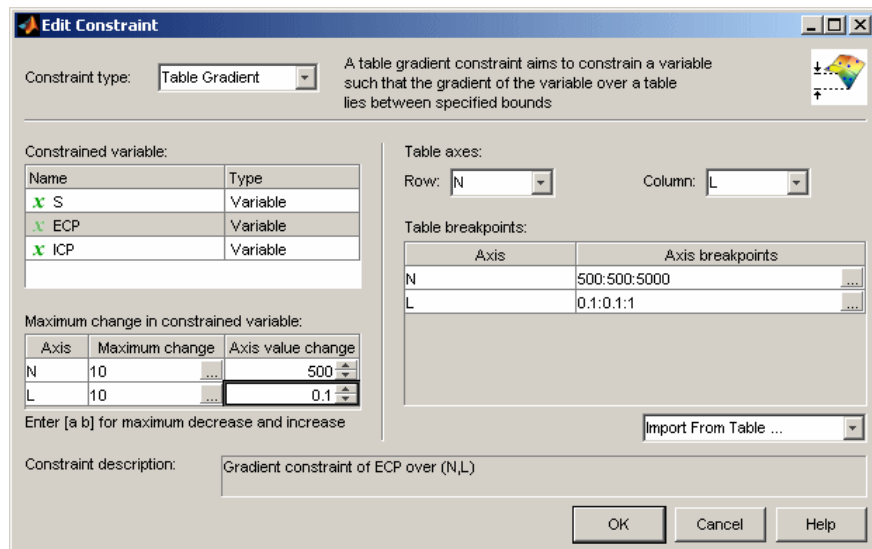 Edit Constraint
Constraint type: Table Gradient
A table gradient constraint aims to constrain a variable
such that the gradient of the variable over a table
lies between specified bounds
Constrained variable:
Name Type
x S Variable
x ECP Variable
x ICP Variable
Maximum change in constrained variable:
Axis Maximum change Axis value change
N 10 ... 500
L 10 ... 0.1
Enter [a b] for maximum decrease and increase
Table axes:
Row: N Column: L
Table breakpoints:
Axis Axis breakpoints
N 500:500:5000 ...
L 0.1:0.1:1 ...
Import From Table ...
Constraint description: Gradient constraint of ECP over (N,L)
OK Cancel Help